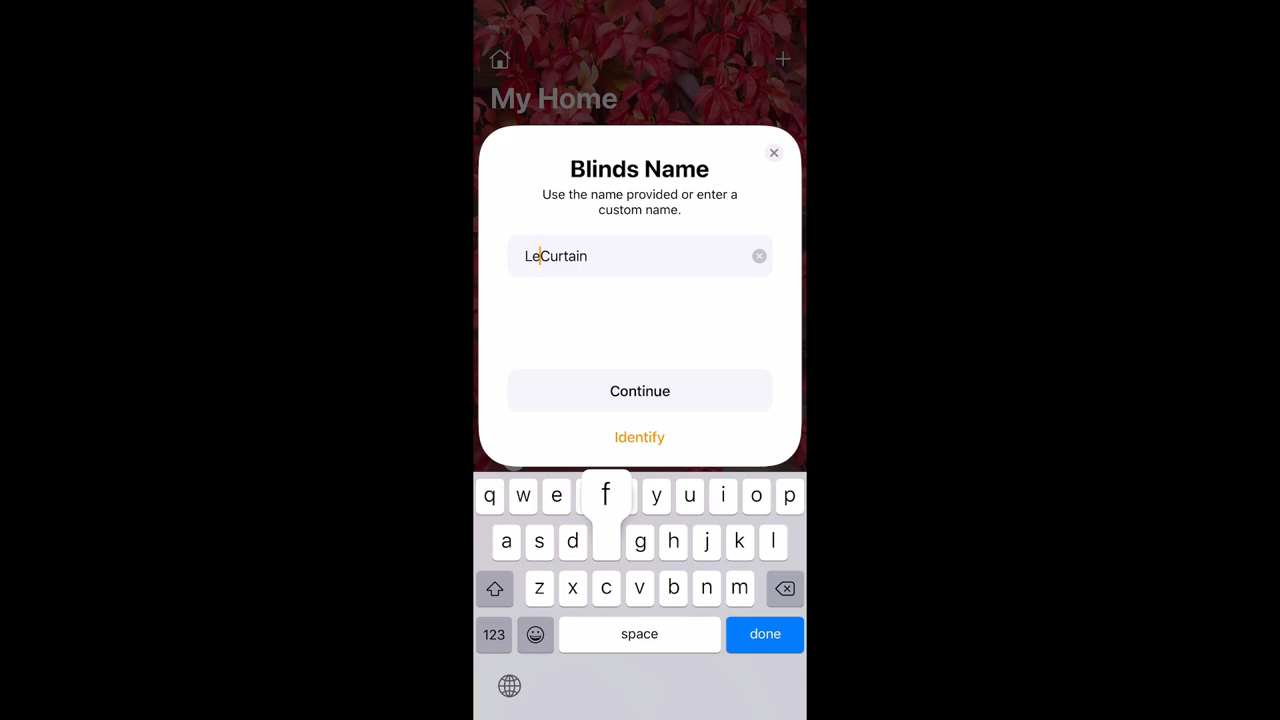 My Home
Blinds Name
Use the name provided or enter a
custom name.
LeCurtain
Continue
Identify
q w e f y u i o p
a s d g h j k l
z x c v b n m
123 space done